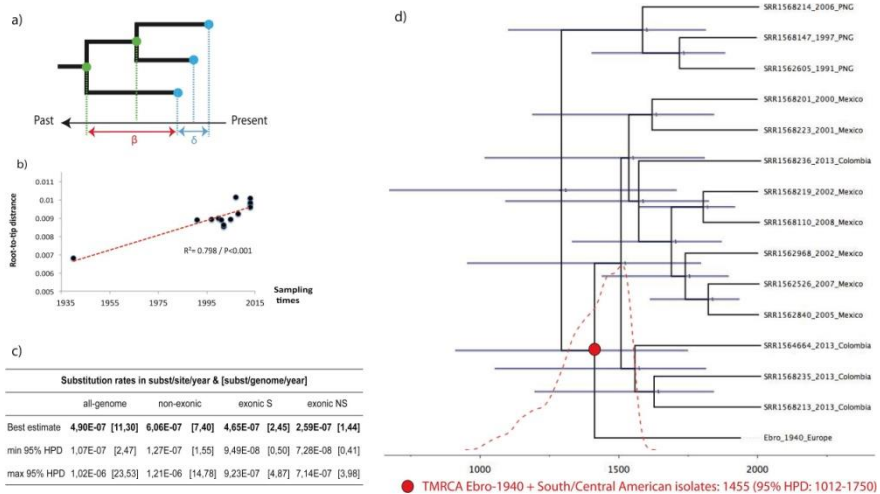 a)
Past
Present
β
δ
b)
Root-to-tip distrance
0.011
0.01
0.009
0.008
0.007
0.006
0.005
R²= 0.798 / P<0.001
1935
1955
1975
1995
2015
Sampling times
c)
Substitution rates in subst/site/year & [subst/genome/year]
all-genome non-exonic exonic S exonic NS
Best estimate 4,90E-07 [11,30] 6,06E-07 [7,40] 4,65E-07 [2,45] 2,59E-07 [1,44]
min 95% HPD 1,07E-07 [2,47] 1,27E-07 [1,55] 9,49E-08 [0,50] 7,28E-08 [0,41]
max 95% HPD 1,02E-06 [23,53] 1,21E-06 [14,78] 9,23E-07 [4,87] 7,14E-07 [3,98]
d)
SRR1568214_2006_PNG
SRR1568147_1997_PNG
SRR1562605_1991_PNG
SRR1568201_2000_Mexico
SRR1568223_2001_Mexico
SRR1568236_2013_Colombia
SRR1568219_2002_Mexico
SRR1568110_2008_Mexico
SRR1562968_2002_Mexico
SRR1562526_2007_Mexico
SRR1562840_2005_Mexico
SRR1564664_2013_Colombia
SRR1568235_2013_Colombia
SRR1568213_2013_Colombia
Ebro_1940_Europe
1000
1500
2000
TMRCA Ebro-1940 + South/Central American isolates: 1455 (95% HPD: 1012-1750)